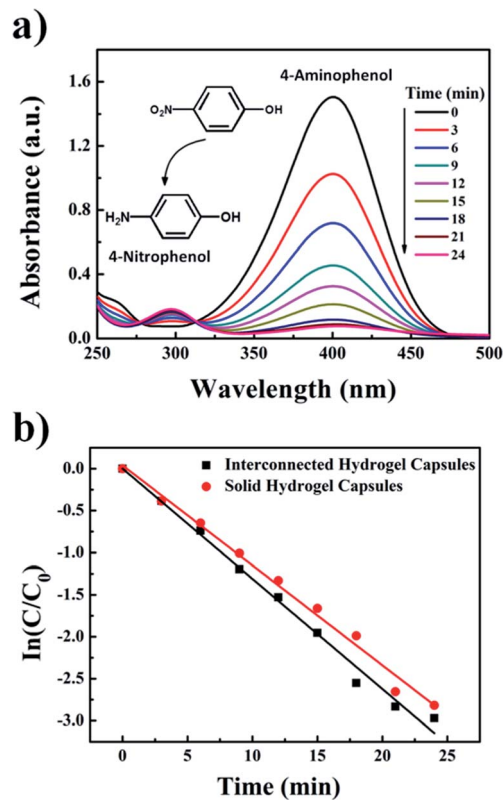 a)
4-Aminophenol
Time (min)
0
3
6
9
12
15
18
21
24
O₂N
OH
H₂N
OH
4-Nitrophenol
Absorbance (a.u.)
1.6
1.2
0.8
0.4
0.0
250 300 350 400 450 500
Wavelength (nm)
b)
Interconnected Hydrogel Capsules
Solid Hydrogel Capsules
In(C/C₀)
0.0
-0.5
-1.0
-1.5
-2.0
-2.5
-3.0
0 5 10 15 20 25
Time (min)